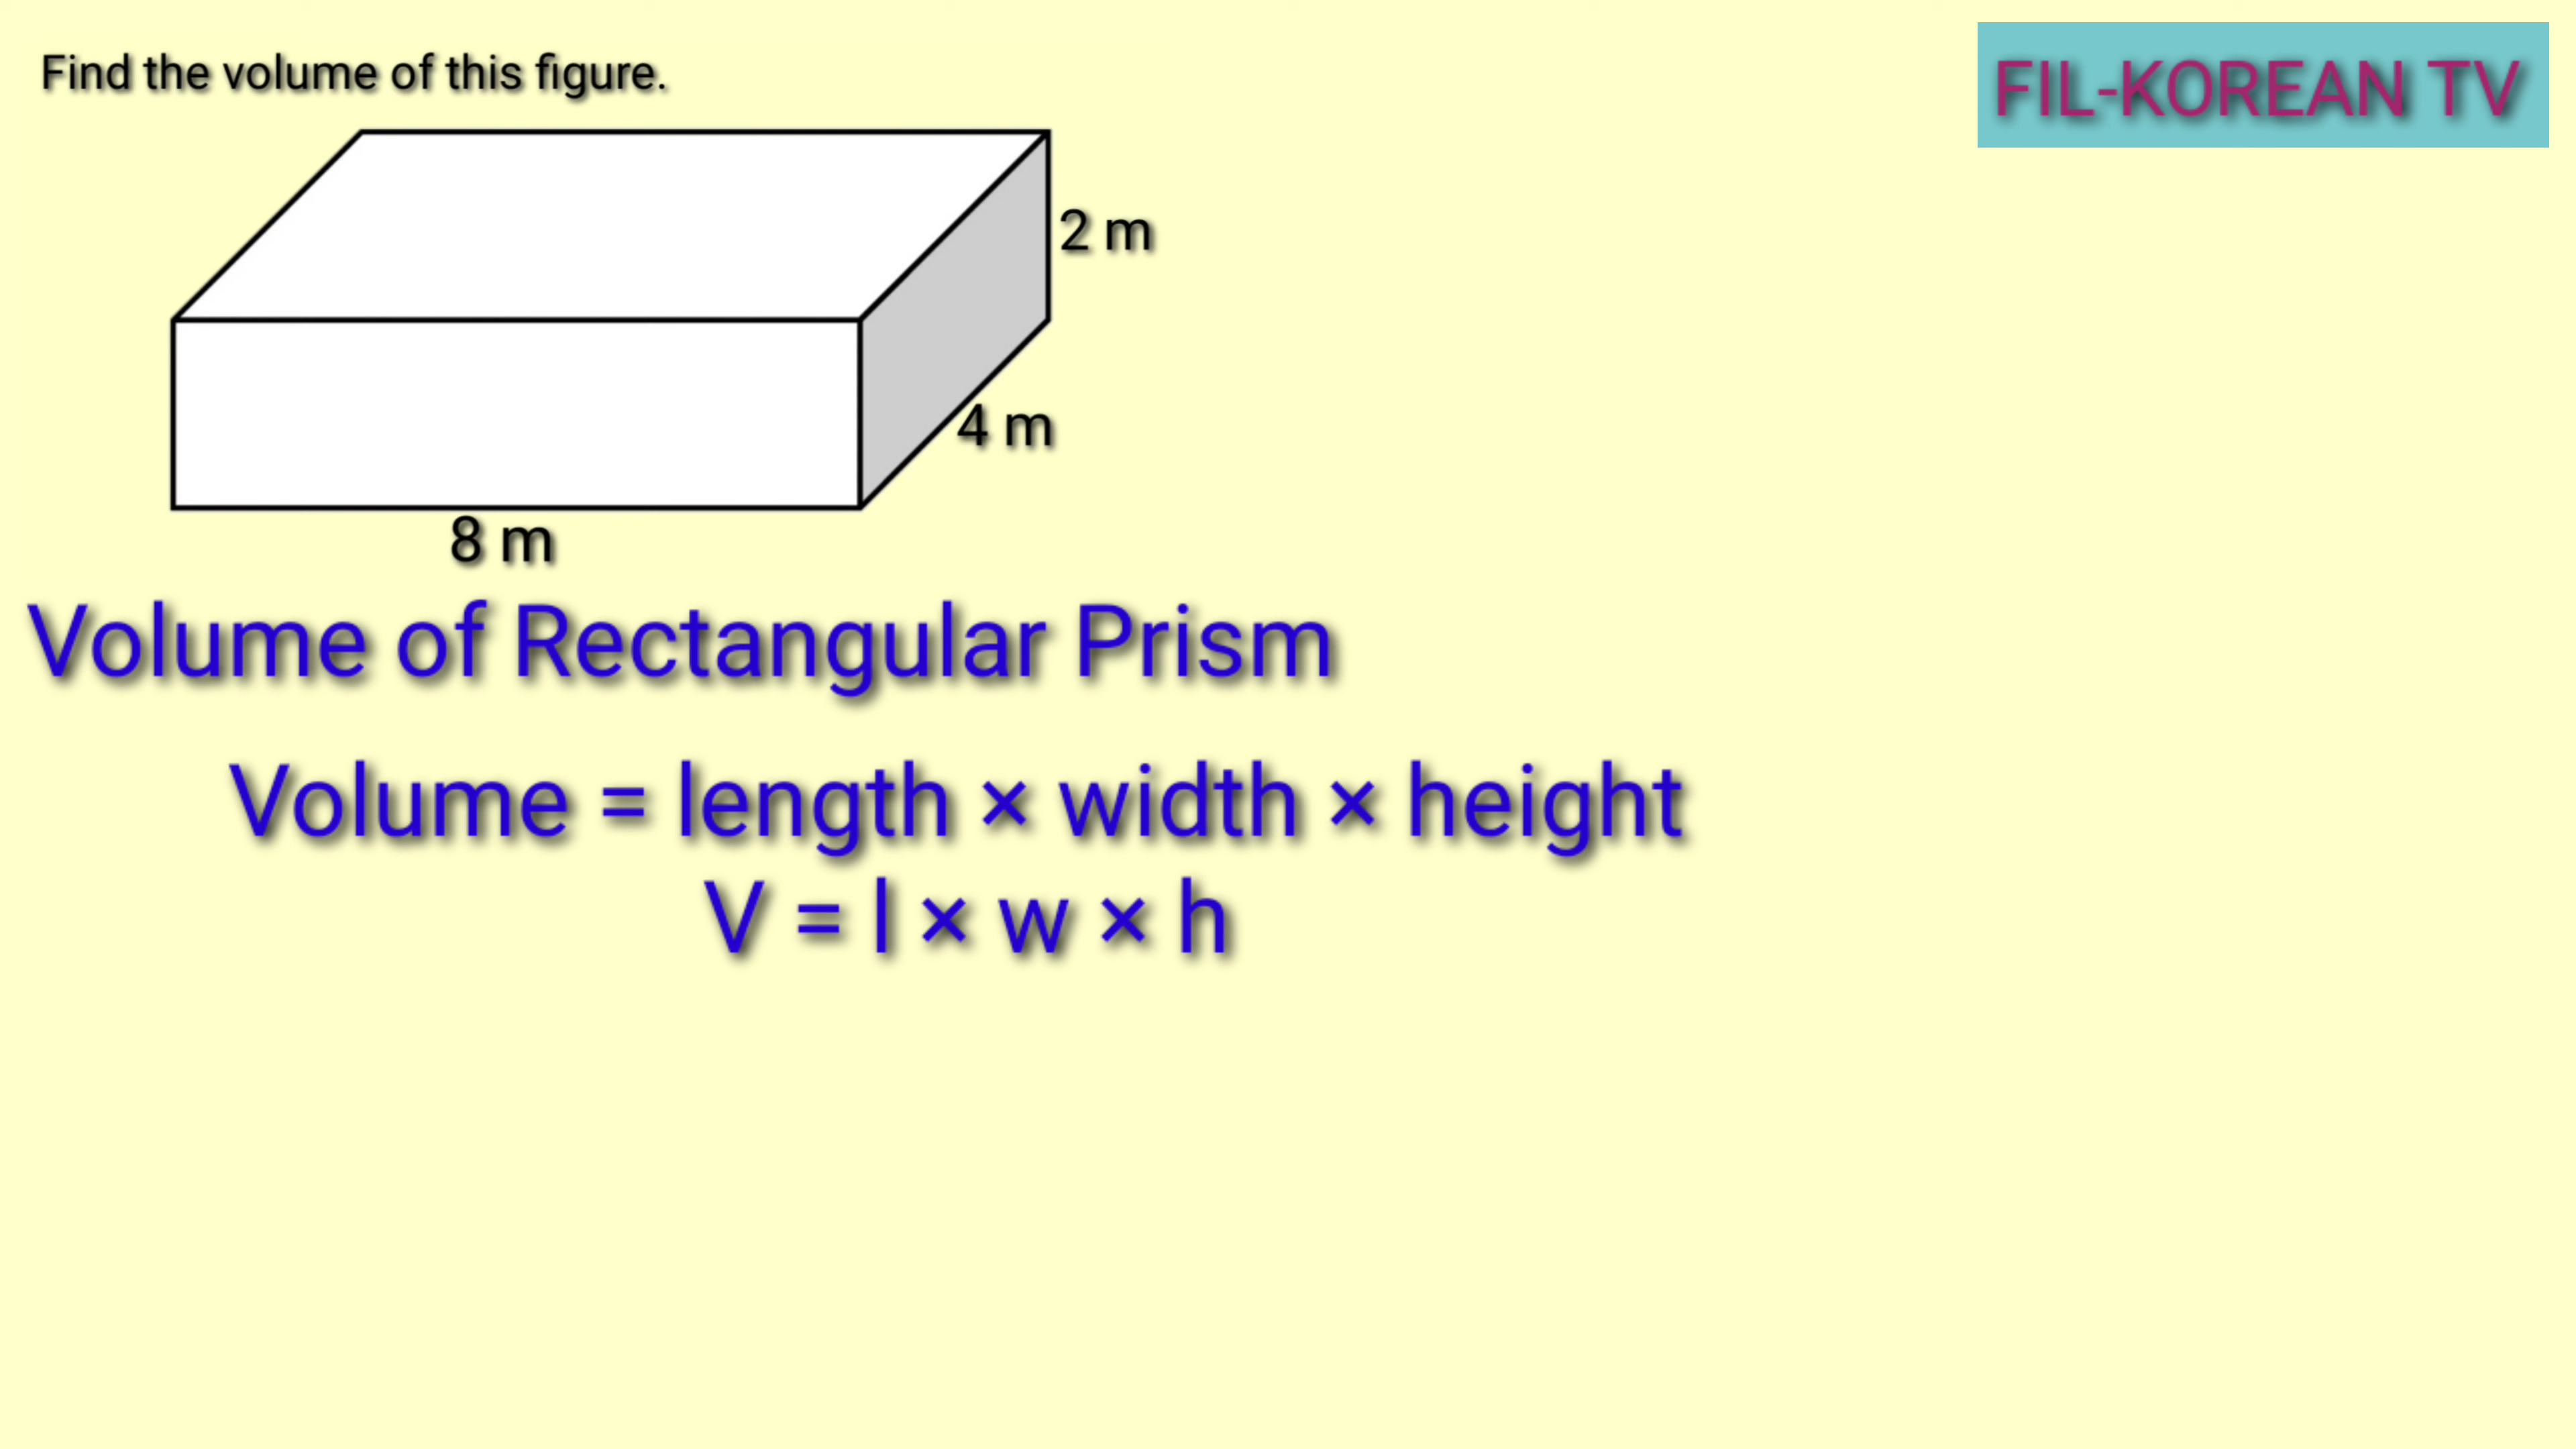 Find the volume of this figure.
FIL-KOREAN TV
2 m
4 m
8 m
Volume of Rectangular Prism
Volume = length × width × height
V = l × w × h